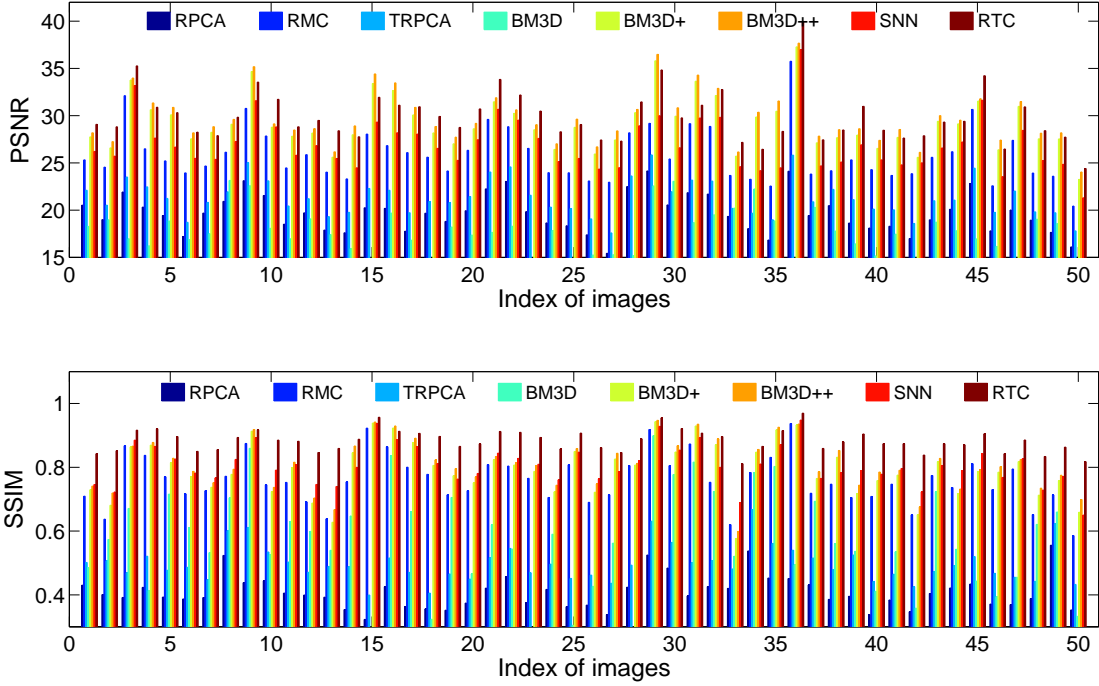 40
35
30
25
20
15
PSNR
RPCA RMC TRPCA BM3D BM3D+ BM3D++ SNN RTC
0 5 10 15 20 25 30 35 40 45 50
Index of images
1
0.8
0.6
0.4
SSIM
RPCA RMC TRPCA BM3D BM3D+ BM3D++ SNN RTC
0 5 10 15 20 25 30 35 40 45 50
Index of images